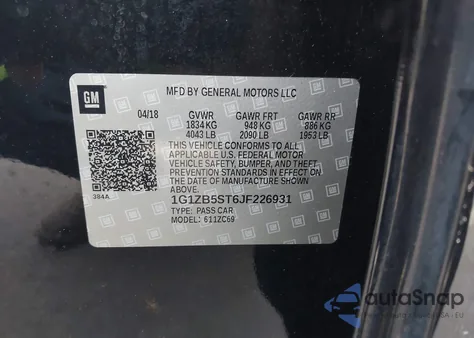 GM
MFD BY GENERAL MOTORS LLC
04/18 GVWR GAWR FRT GAWR RR
1834 KG 948 KG 886 KG
4043 LB 2090 LB 1953 LB
THIS VEHICLE CONFORMS TO ALL
APPLICABLE U.S. FEDERAL MOTOR
VEHICLE SAFETY, BUMPER, AND THEFT
PREVENTION STANDARDS IN EFFECT
ON THE DATE OF MANUFACTURE
SHOWN ABOVE.
384A
1G1ZB5ST6JF226931
TYPE: PASS CAR
MODEL: 611ZC69
autoSnap